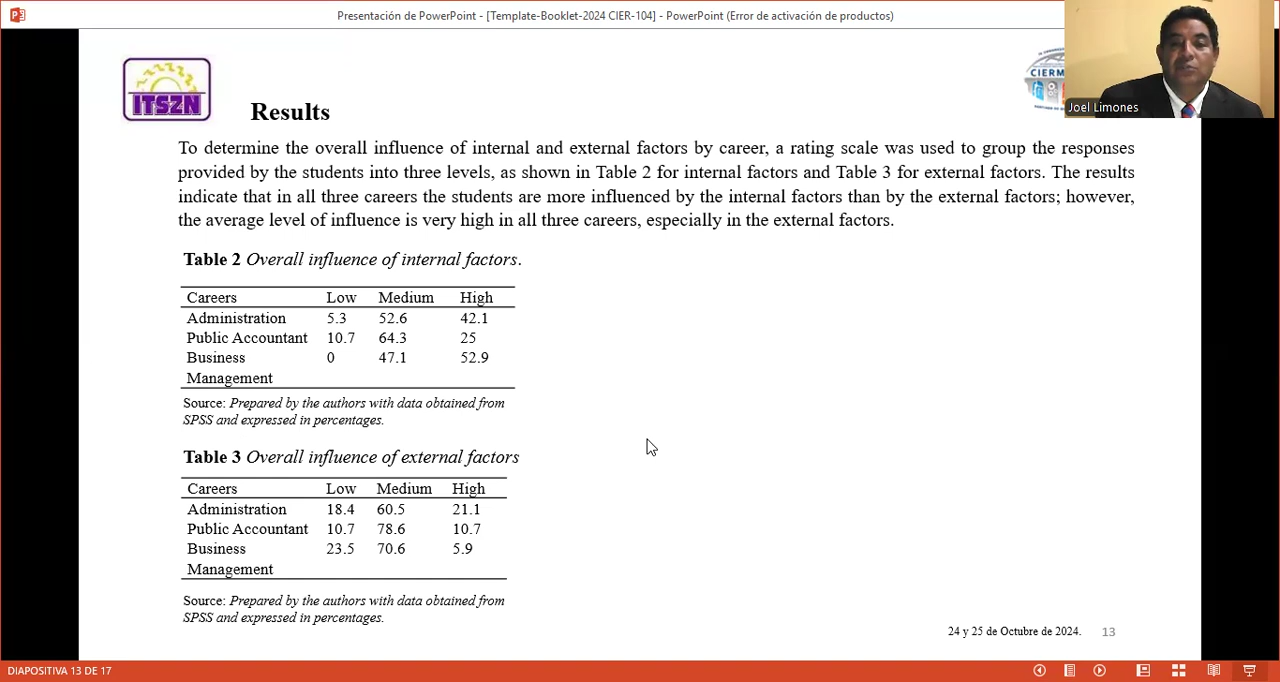 Presentación de PowerPoint - [Template-Booklet-2024 CIER-104] - PowerPoint (Error de activación de productos)
ITSZN
CIERM
Joel Limones
Results
To determine the overall influence of internal and external factors by career, a rating scale was used to group the responses
provided by the students into three levels, as shown in Table 2 for internal factors and Table 3 for external factors. The results
indicate that in all three careers the students are more influenced by the internal factors than by the external factors; however,
the average level of influence is very high in all three careers, especially in the external factors.
Table 2 Overall influence of internal factors.
Careers Low Medium High
Administration 5.3 52.6 42.1
Public Accountant 10.7 64.3 25
Business 0 47.1 52.9
Management
Source: Prepared by the authors with data obtained from
SPSS and expressed in percentages.
Table 3 Overall influence of external factors
Careers Low Medium High
Administration 18.4 60.5 21.1
Public Accountant 10.7 78.6 10.7
Business 23.5 70.6 5.9
Management
Source: Prepared by the authors with data obtained from
SPSS and expressed in percentages.
24 y 25 de Octubre de 2024. 13
DIAPOSITIVA 13 DE 17